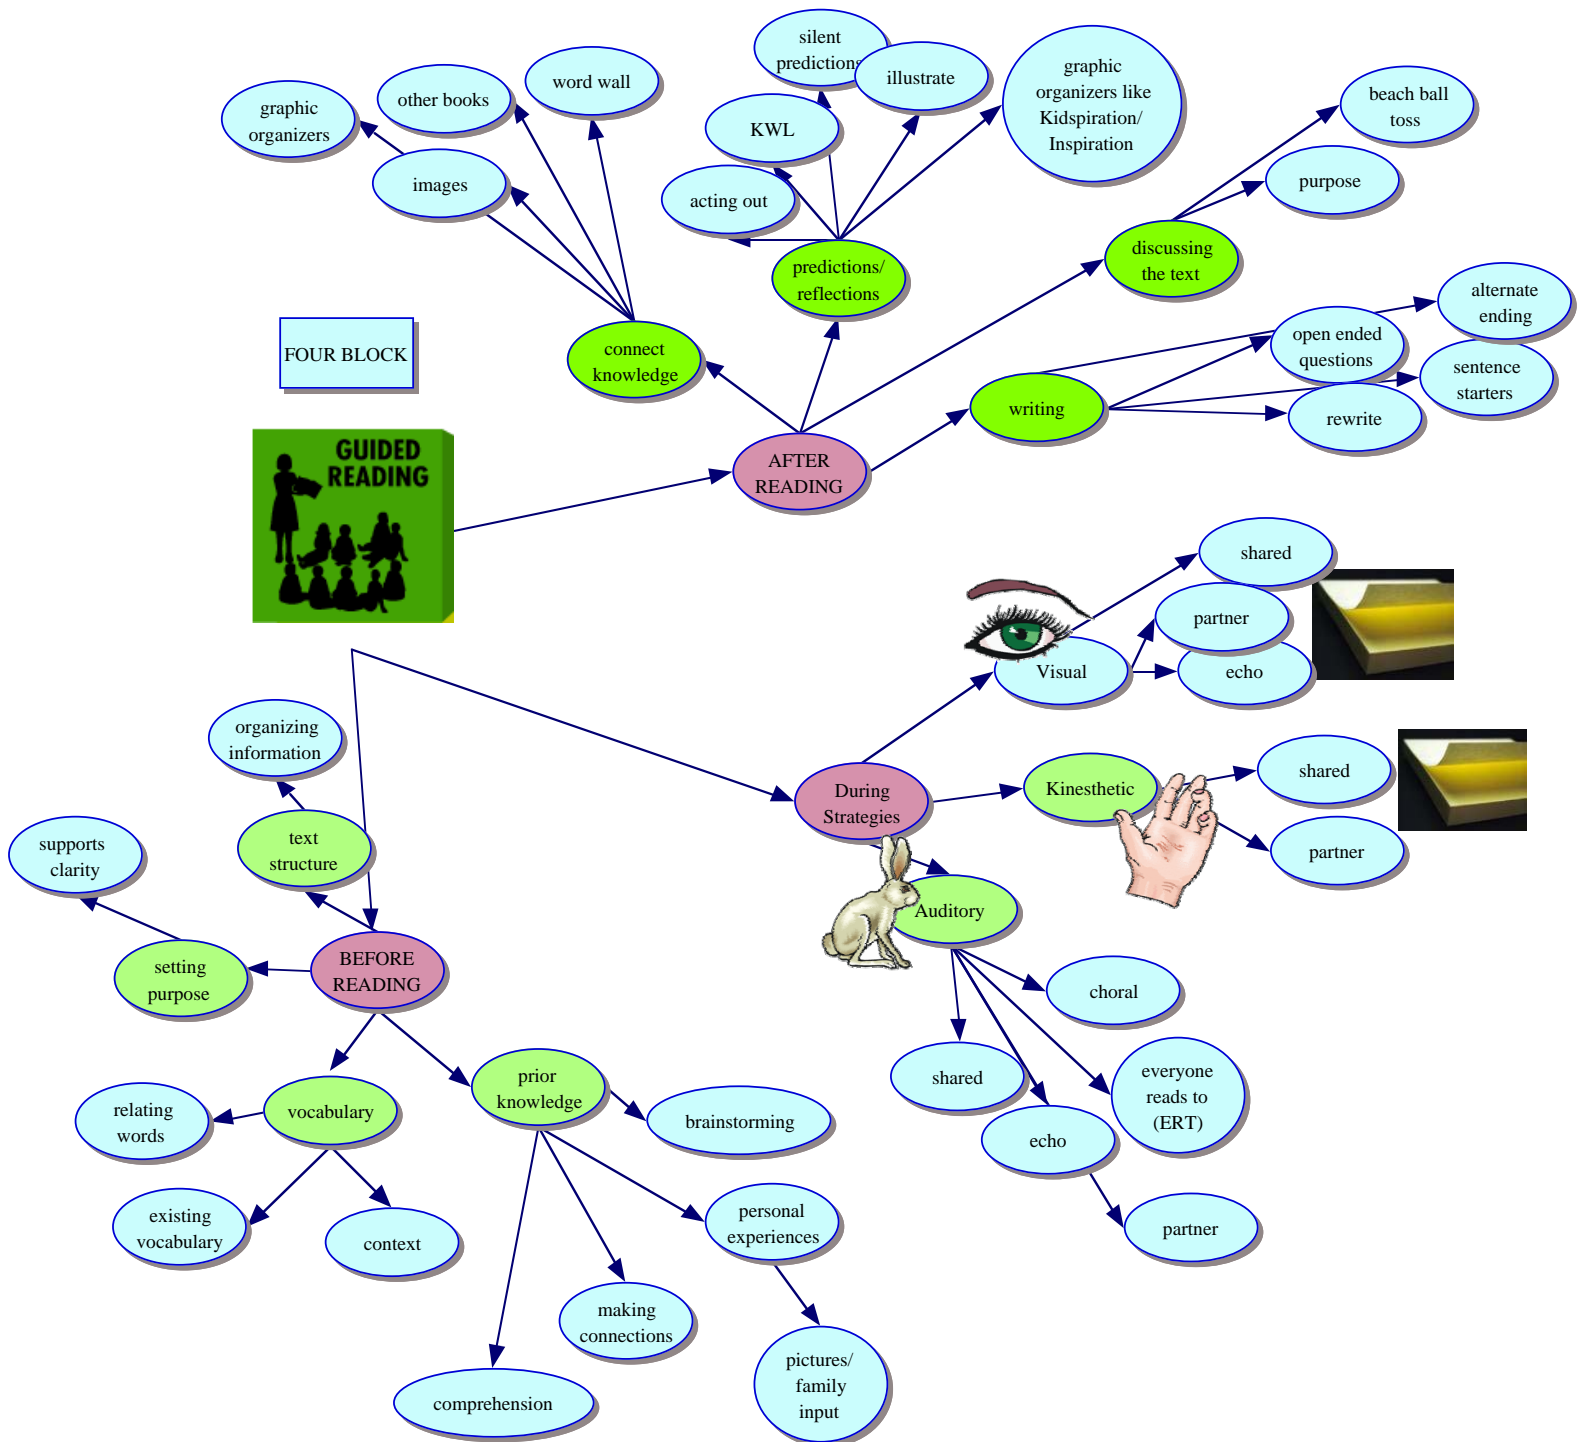 silent
predictions
illustrate
graphic
organizers like
Kidspiration/
Inspiration
word wall
other books
graphic
organizers
images
KWL
acting out
beach ball
toss
purpose
predictions/
reflections
discussing
the text
alternate
ending
open ended
questions
sentence
starters
rewrite
writing
connect
knowledge
FOUR BLOCK
GUIDED
READING
AFTER
READING
shared
partner
echo
Visual
organizing
information
During
Strategies
Kinesthetic
shared
partner
text
structure
supports
clarity
Auditory
BEFORE
READING
setting
purpose
choral
shared
everyone
reads to
(ERT)
echo
partner
prior
knowledge
brainstorming
vocabulary
relating
words
existing
vocabulary
context
personal
experiences
making
connections
pictures/
family
input
comprehension